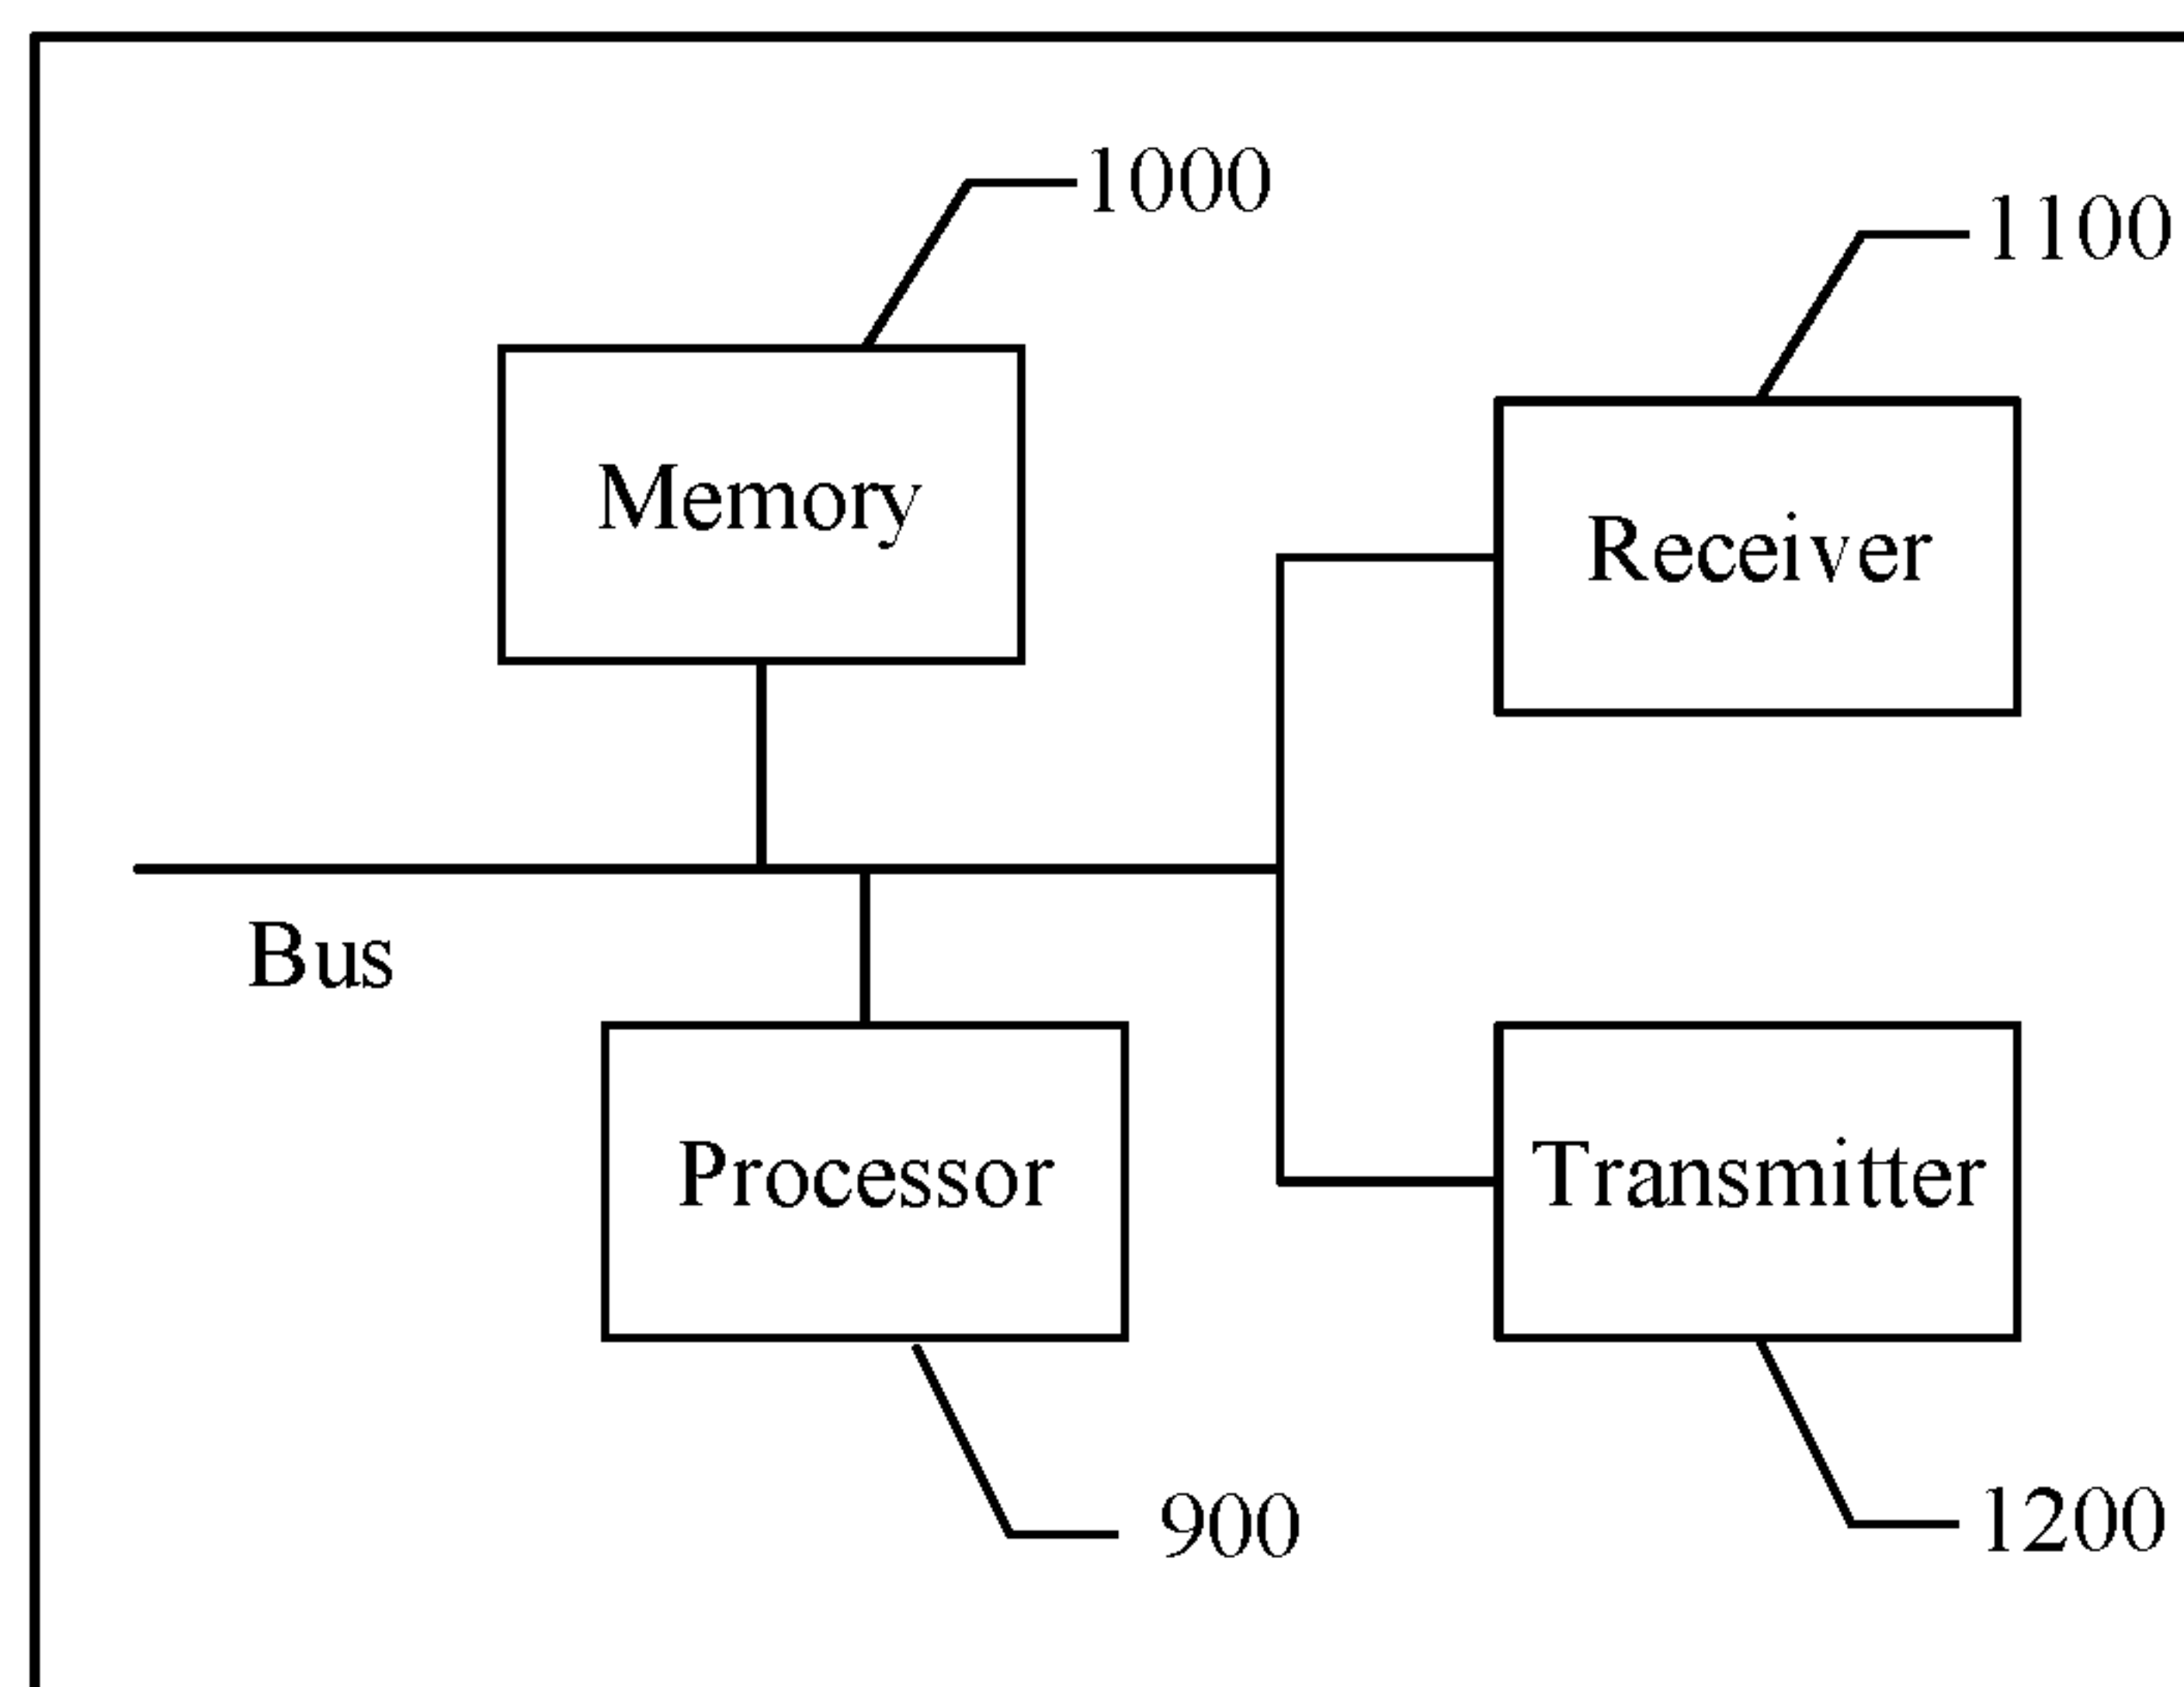 1000
1100
Memory
Receiver
Bus
Processor
Transmitter
900
1200